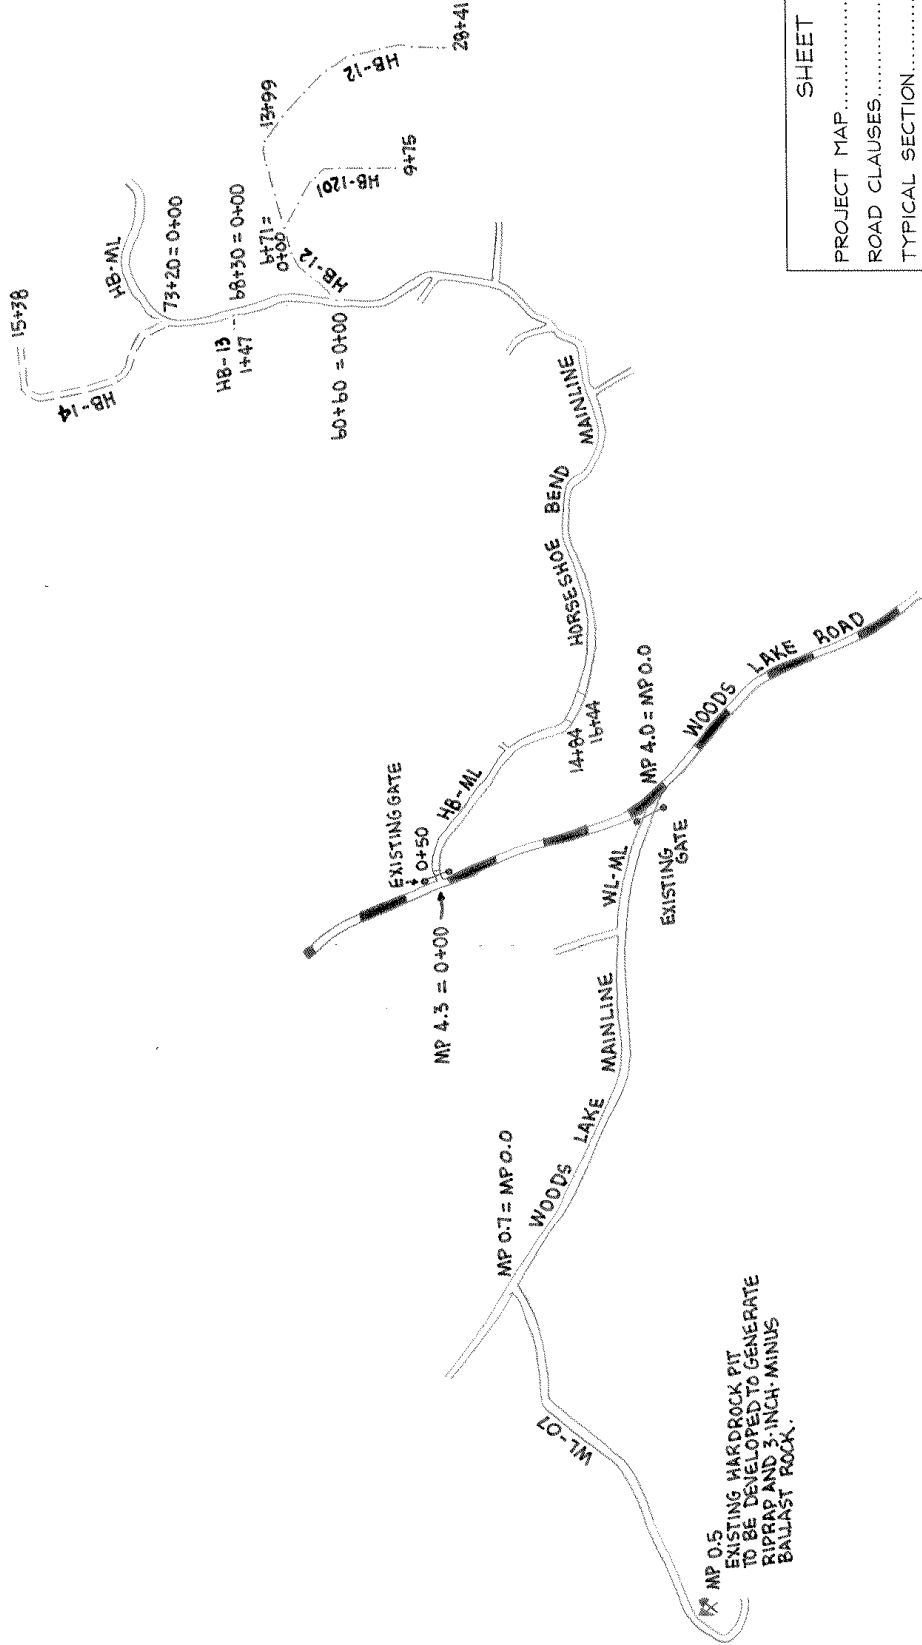 15+38
HB-14
HB-ML
73+20=0+00
HB-13
1+47
68+30=0+00
6+71=
0+00
HB-12
60+60 = 0+00
13+99
HB-12
28+41
HB-1201
9+75
EXISTING GATE
0+50
MP 4.3 = 0+00
HB-ML
14+84
16+44
HORSESHOE BEND MAINLINE
MP 4.0 = MP 0.0
WOODS LAKE ROAD
WL-ML
EXISTING
GATE
WOODS LAKE MAINLINE
MP 0.7 = MP 0.0
WL-07
MP 0.5
EXISTING HARDROCK PIT
TO BE DEVELOPED TO GENERATE
RIPRAP AND 3-INCH-MINUS
BALLAST ROCK.
SHEET
PROJECT MAP..........
ROAD CLAUSES..........
TYPICAL SECTION..........